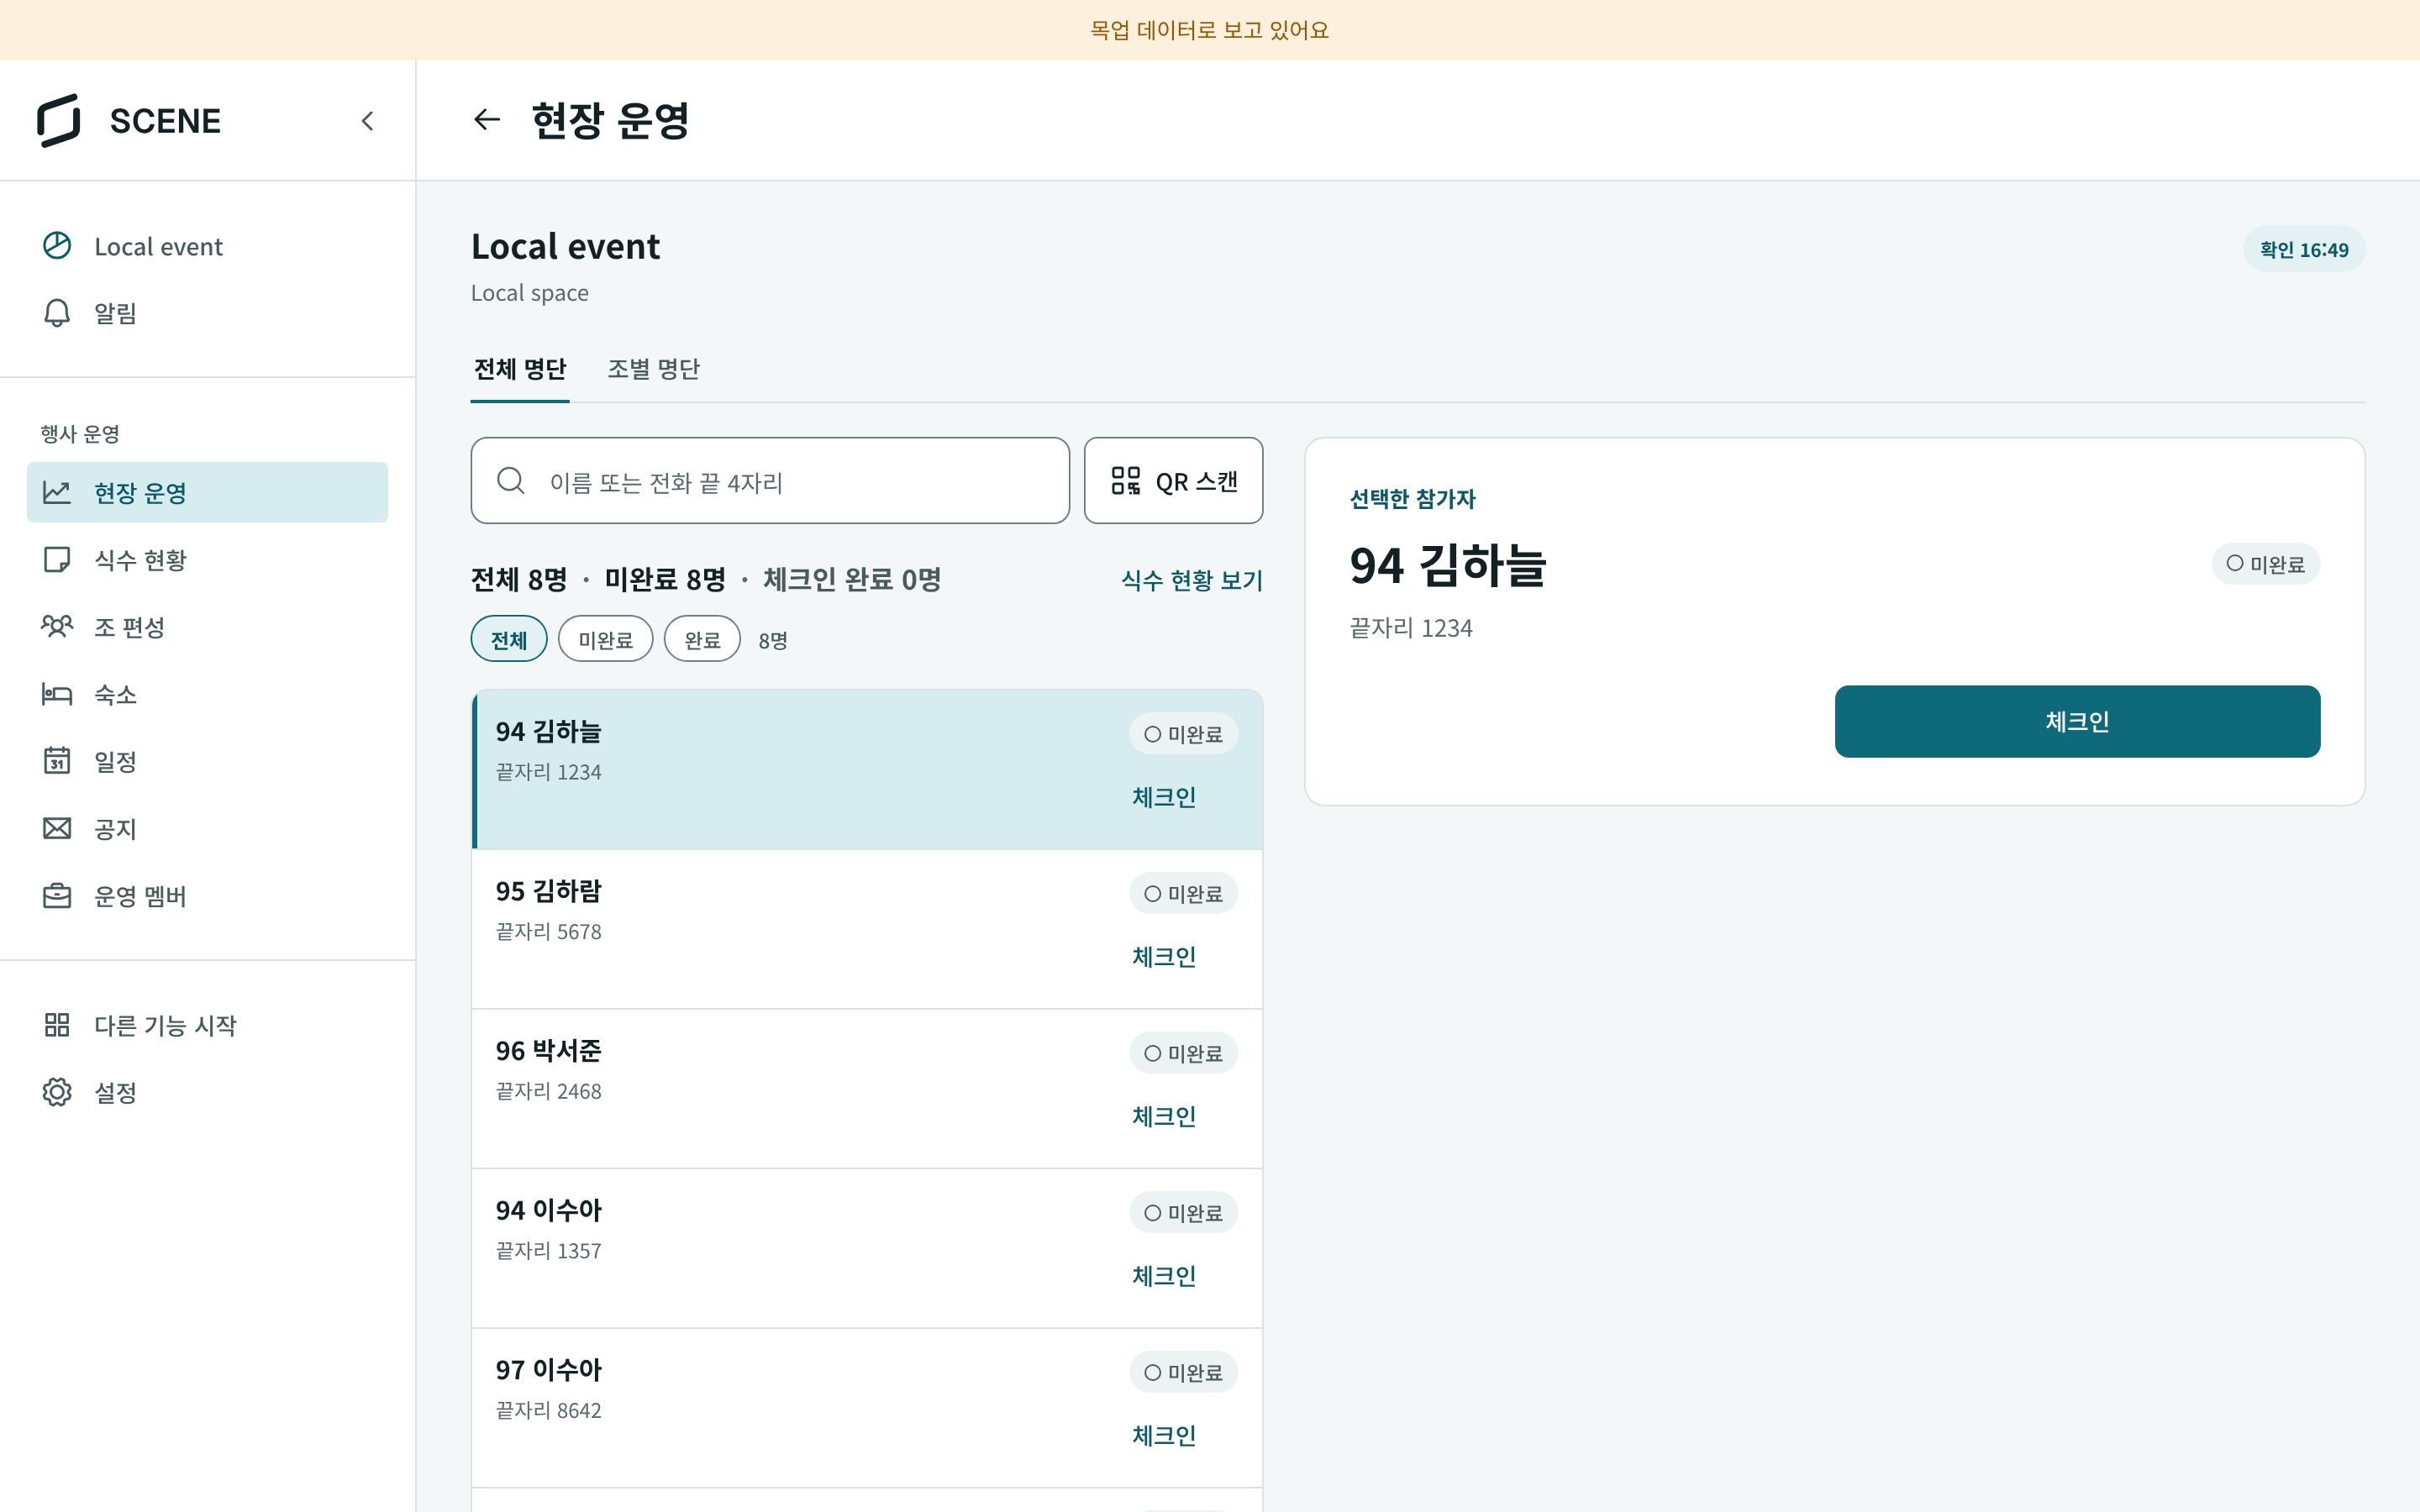 목업 데이터로 보고 있어요
SCENE
현장 운영
Local event
알림
행사 운영
현장 운영
식수 현황
조 편성
숙소
31
일정
공지
운영 멤버
다른 기능 시작
설정
Local event
확인 16:49
Local space
전체 명단
조별 명단
이름 또는 전화 끝 4자리
QR 스캔
전체 8명 · 미완료 8명 · 체크인 완료 0명
식수 현황 보기
전체
미완료
완료
8명
94 김하늘
미완료
끝자리 1234
체크인
95 김하람
미완료
끝자리 5678
체크인
96 박서준
미완료
끝자리 2468
체크인
94 이수아
미완료
끝자리 1357
체크인
97 이수아
미완료
끝자리 8642
체크인
선택한 참가자
94 김하늘
미완료
끝자리 1234
체크인